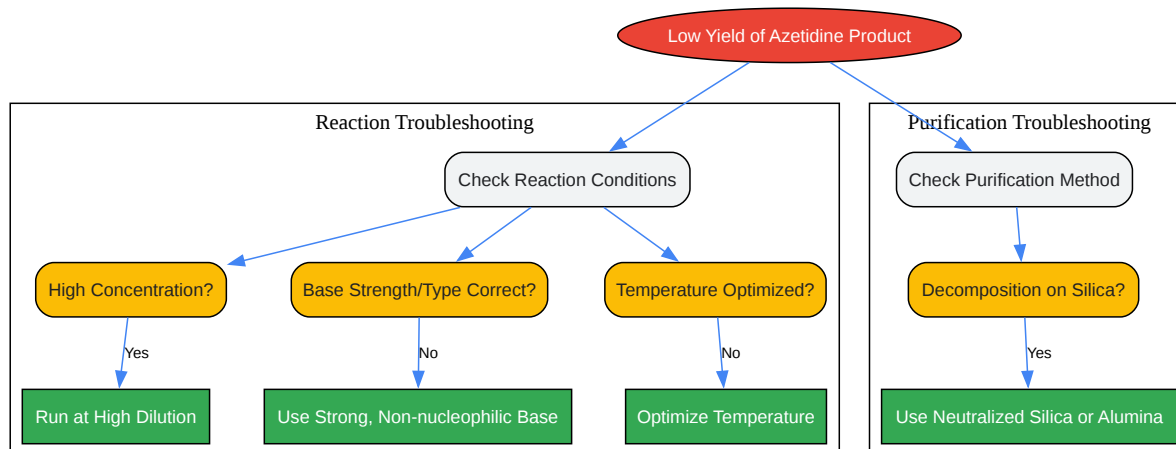 Low Yield of Azetidine Product
Reaction Troubleshooting
Purification Troubleshooting
Check Reaction Conditions
Check Purification Method
High Concentration?
Base Strength/Type Correct?
Temperature Optimized?
Decomposition on Silica?
Yes
No
No
Yes
Run at High Dilution
Use Strong, Non-nucleophilic Base
Optimize Temperature
Use Neutralized Silica or Alumina